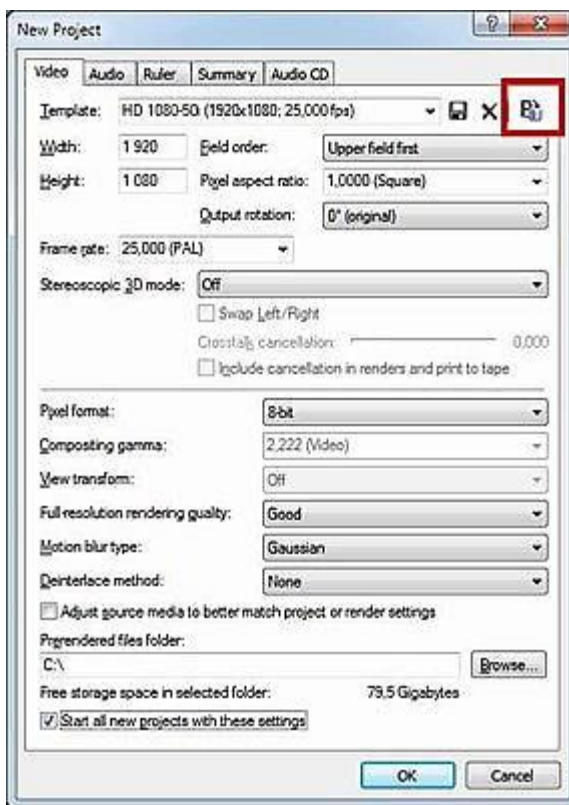 New Project
Video Audio Ruler Summary Audio CD
Template: HD 1080-50i (1920x1080; 25,000 fps)
Width: 1 920 Field order: Upper field first
Height: 1 080 Pixel aspect ratio: 1,0000 (Square)
Output rotation: 0° (original)
Frame rate: 25,000 (PAL)
Stereoscopic 3D mode: Off
Swap Left/Right
Crosstalk cancellation: 0,000
Include cancellation in renders and print to tape
Pixel format: 8-bit
Compositing gamma: 2,222 (Video)
View transform: Off
Full-resolution rendering quality: Good
Motion blur type: Gaussian
Deinterlace method: None
Adjust source media to better match project or render settings
Prerendered files folder:
C:\ Browse...
Free storage space in selected folder: 79,5 Gigabytes
Start all new projects with these settings
OK Cancel